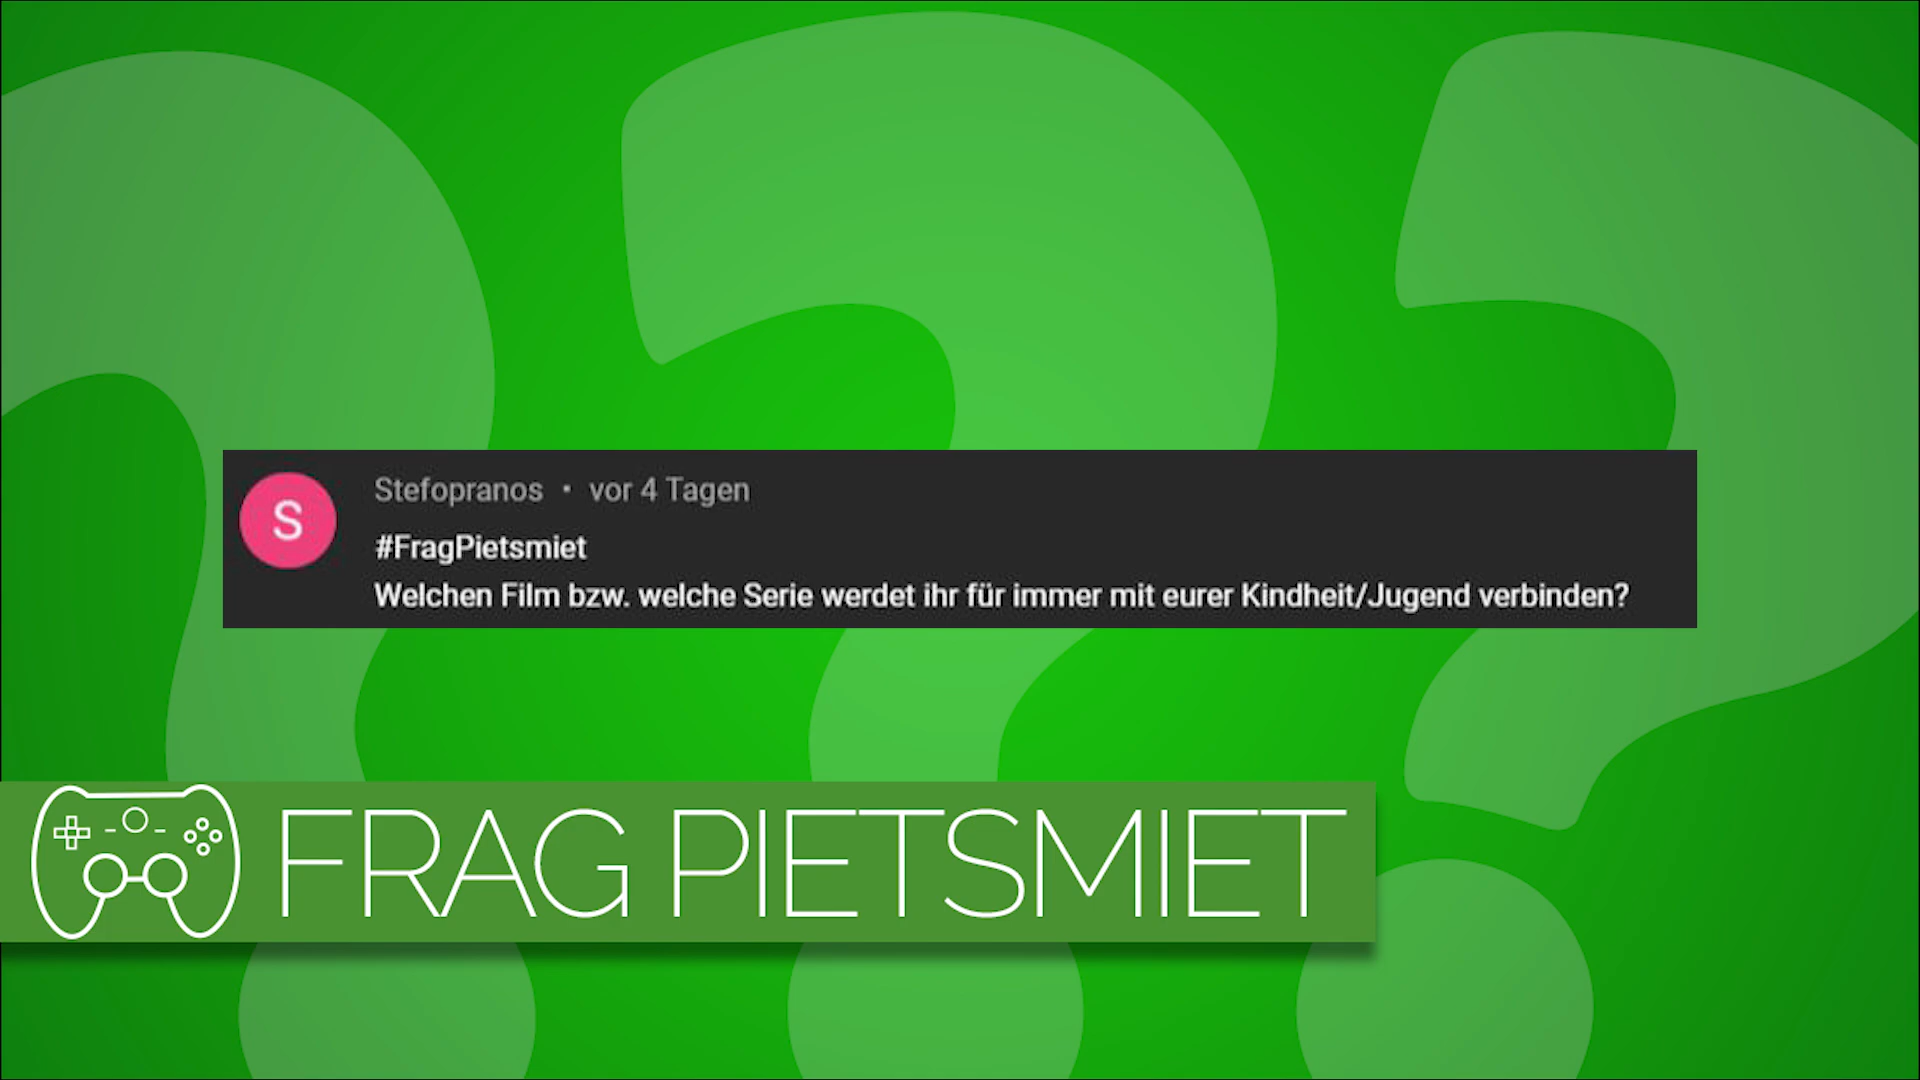 S
Stefopranos • vor 4 Tagen
#FragPietsmiet
Welchen Film bzw. welche Serie werdet ihr für immer mit eurer Kindheit/Jugend verbinden?
FRAG PIETSMIET